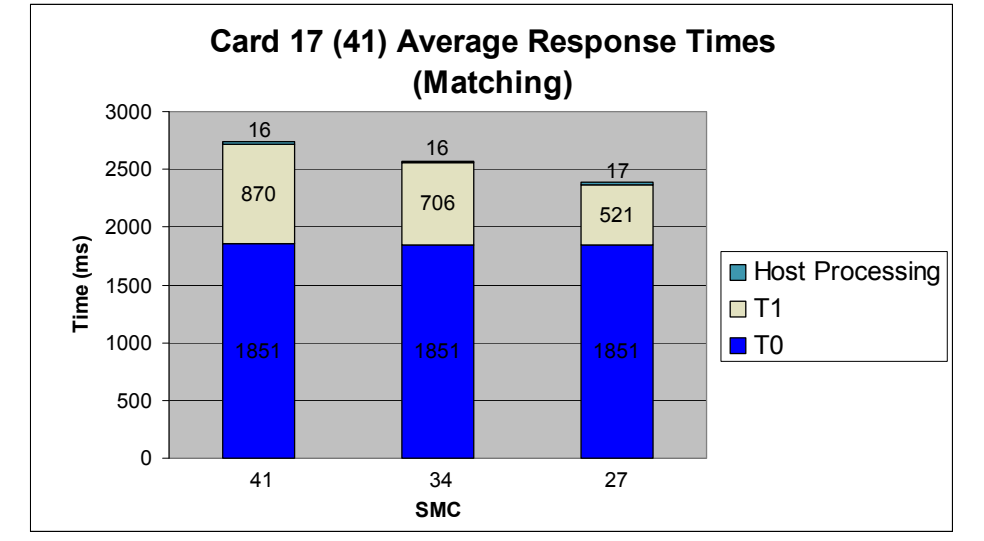 Card 17 (41) Average Response Times
(Matching)
3000
2500
2000
1500
1000
500
0
Time (ms)
16
16
17
870
706
521
1851
1851
1851
41
34
27
SMC
Host Processing
T1
T0